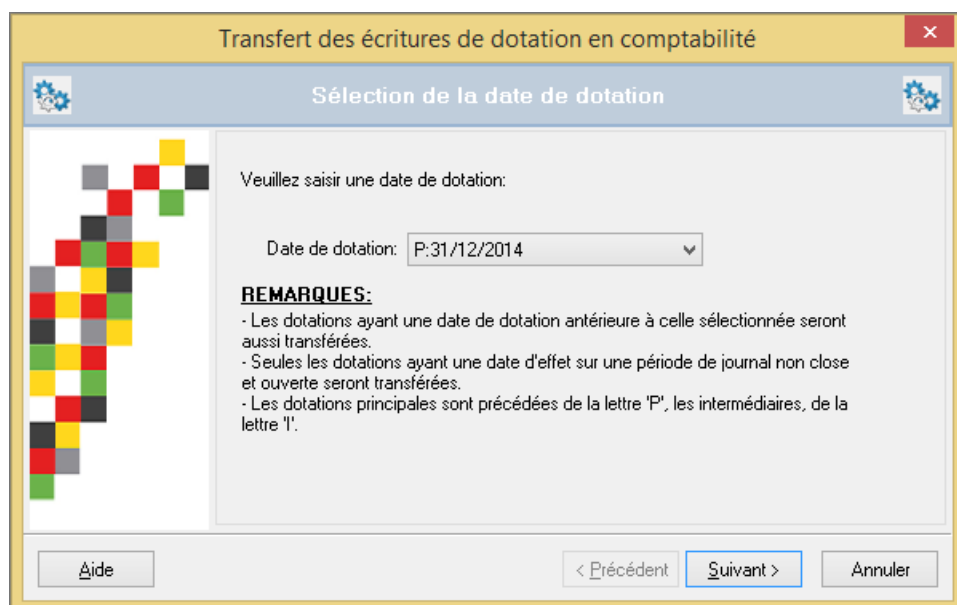 Transfert des écritures de dotation en comptabilité
Sélection de la date de dotation
Veuillez saisir une date de dotation:
Date de dotation: P:31/12/2014
REMARQUES:
- Les dotations ayant une date de dotation antérieure à celle sélectionnée seront
aussi transférées.
- Seules les dotations ayant une date d'effet sur une période de journal non close
et ouverte seront transférées.
- Les dotations principales sont précédées de la lettre 'P', les intermédiaires, de la
lettre 'I'.
Aide < Précédent Suivant > Annuler